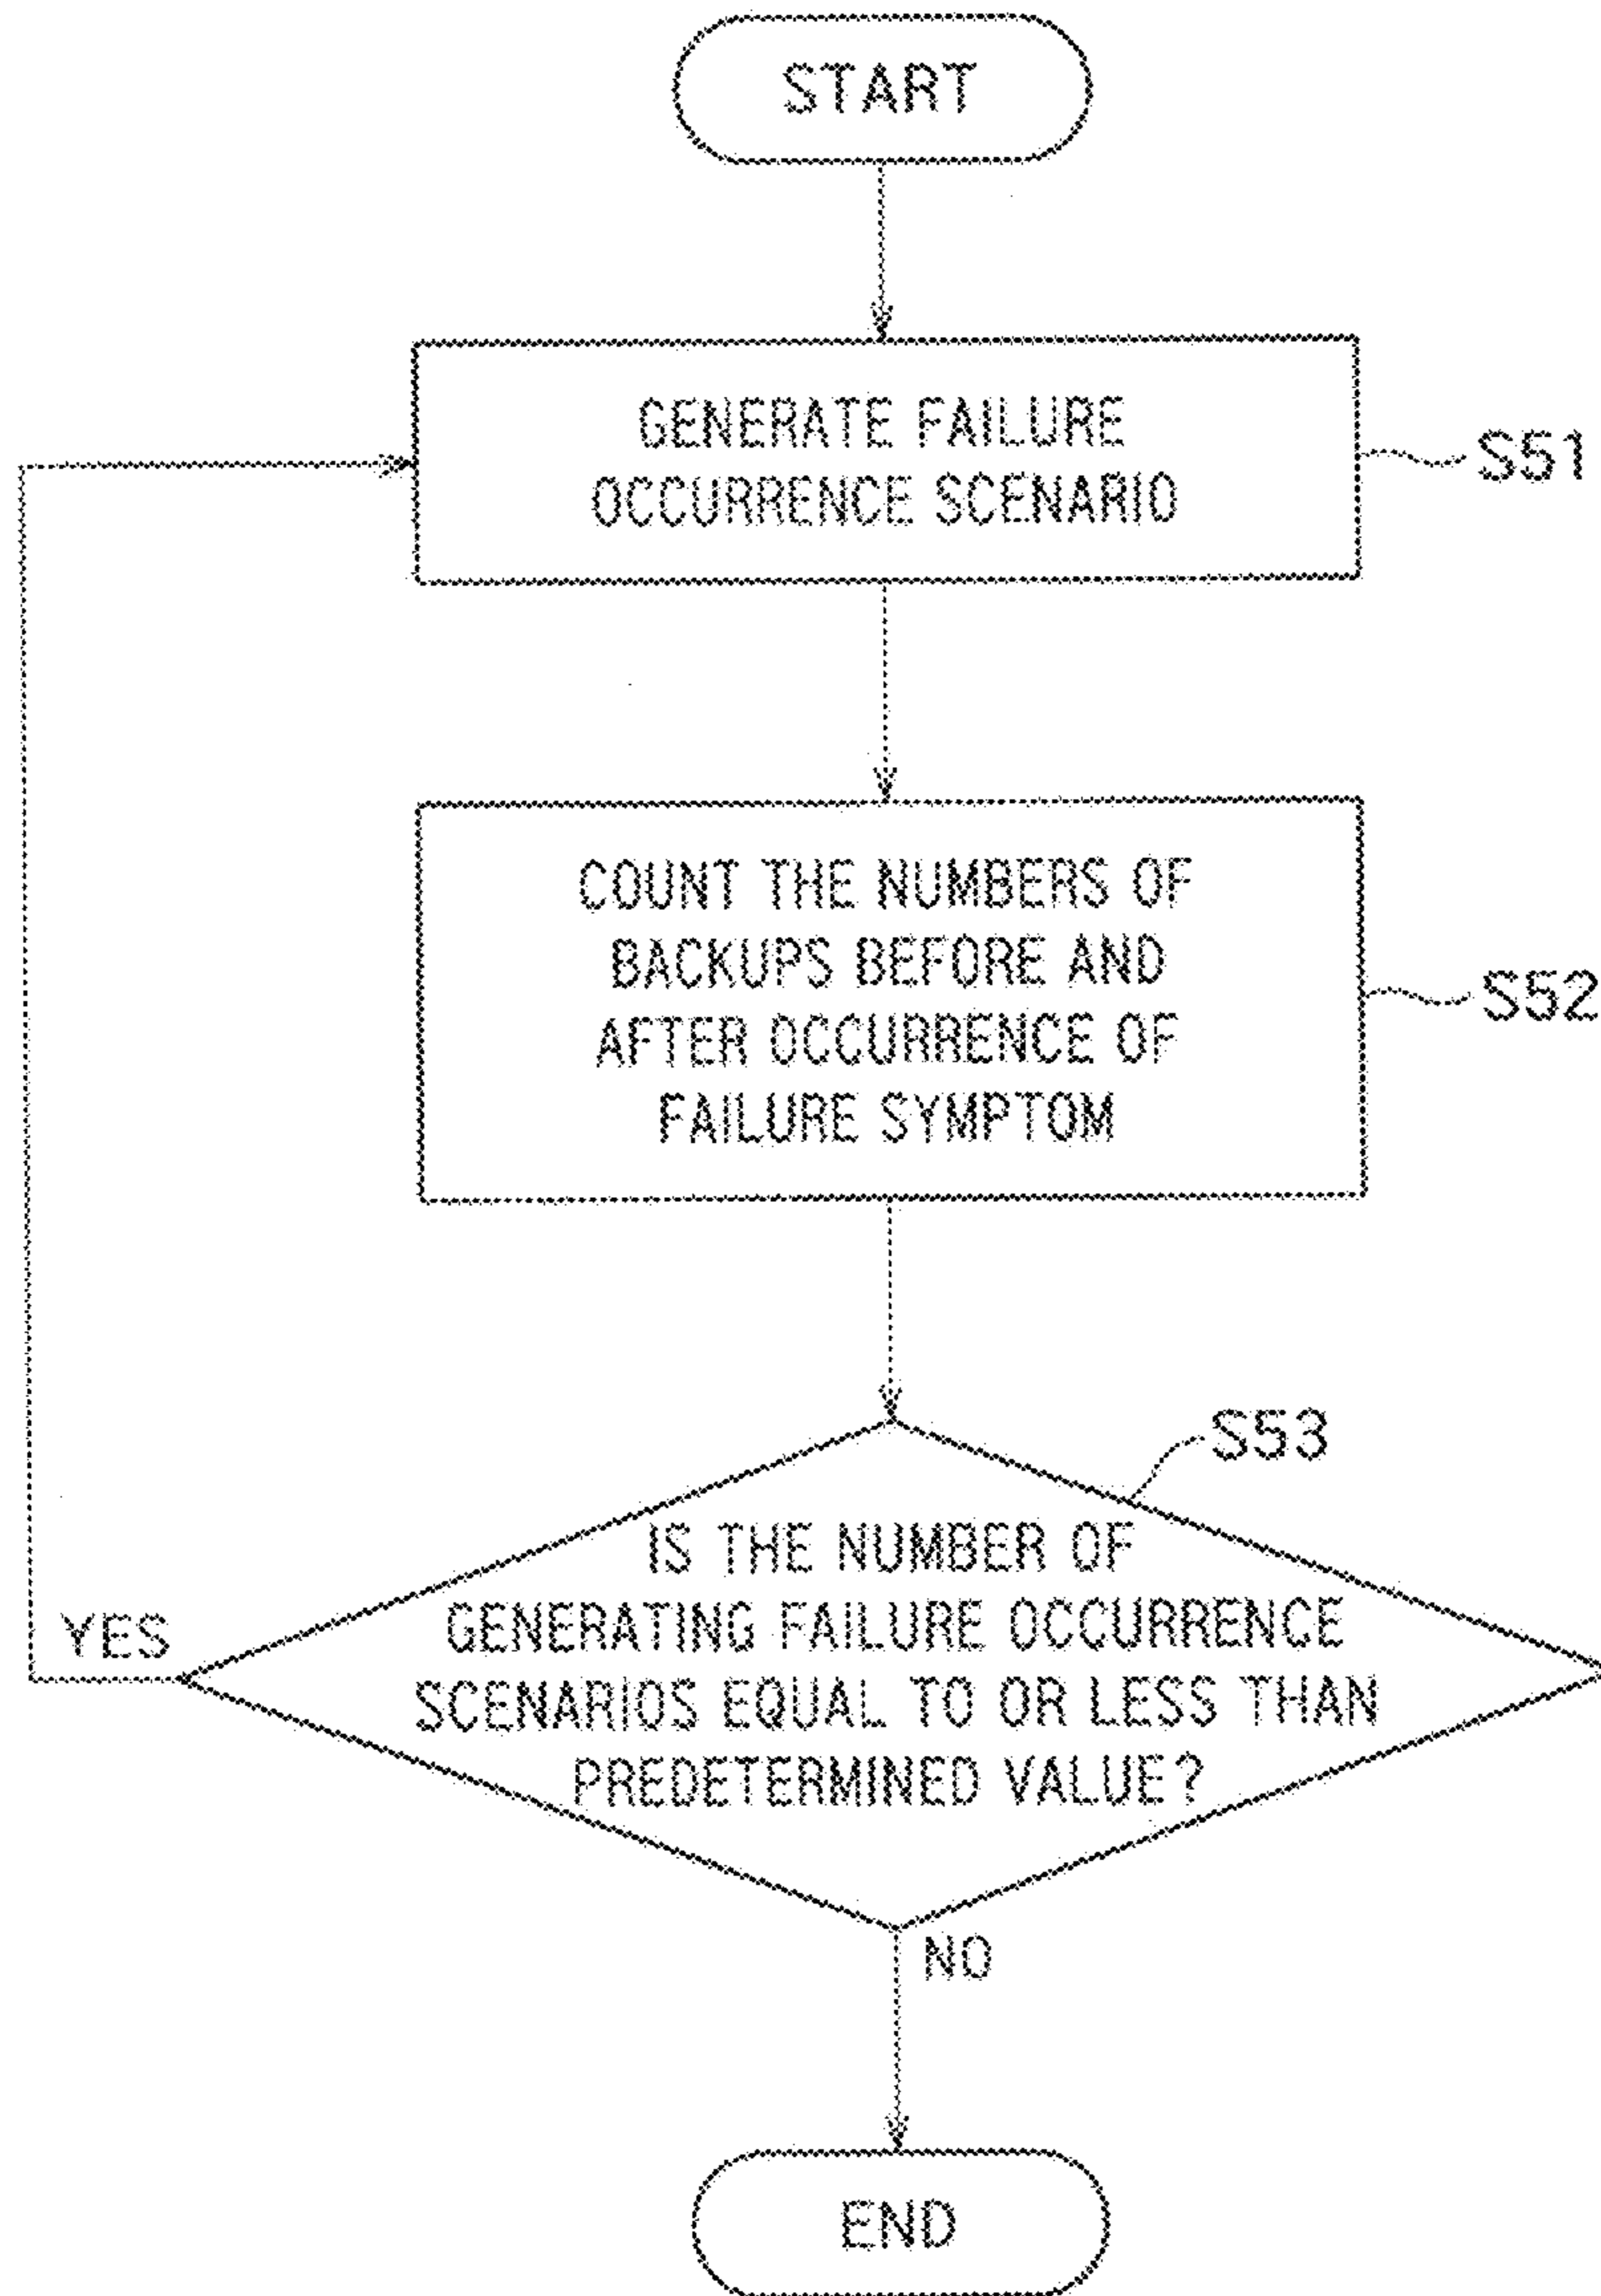 START
GENERATE FAILURE
OCCURRENCE SCENARIO
S51
COUNT THE NUMBERS OF
BACKUPS BEFORE AND
AFTER OCCURRENCE OF
FAILURE SYMPTOM
S52
S53
IS THE NUMBER OF
GENERATING FAILURE OCCURRENCE
SCENARIOS EQUAL TO OR LESS THAN
PREDETERMINED VALUE?
YES
NO
END